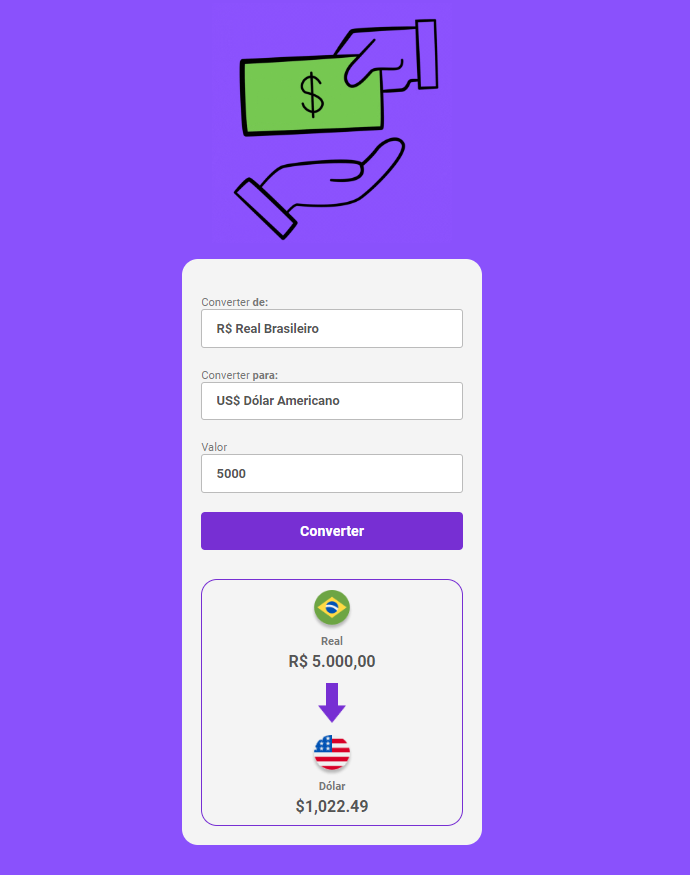 $
Converter de:
R$ Real Brasileiro
Converter para:
US$ Dólar Americano
Valor
5000
Converter
Real
R$ 5.000,00
Dólar
$1,022.49